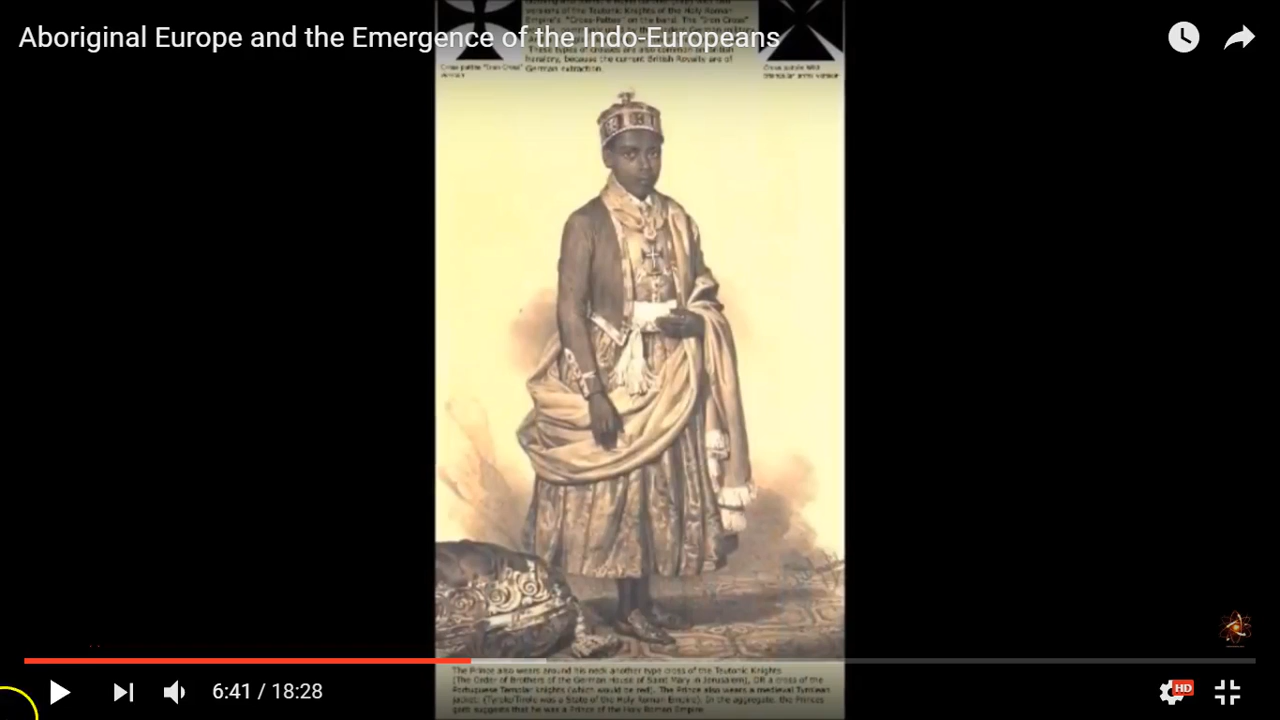 versions of the Teutonic Knights of the Holy Roman
Empire's "Cross-Pattee" on the band. The "Iron Cross"
Aboriginal Europe and the Emergence of the Indo-Europeans
These types of crosses are also common in British
heraldry, because the current British Royalty are of
German extraction.
Cross pattée "Iron Cross"
version
The Prince also wears around his neck another type cross of the Teutonic Knights
(The Order of Brothers of the German House of Saint Mary in Jerusalem), OR a cross of the
Portuguese Templar knights (which would be red). The Prince also wears a medieval Tyrolean
jacket. (Tyrole/Tirole was a State of the Holy Roman Empire). In the aggregate, the Princes
garb suggests that he was a Prince of the Holy Roman Empire.
6:41 / 18:28
HD